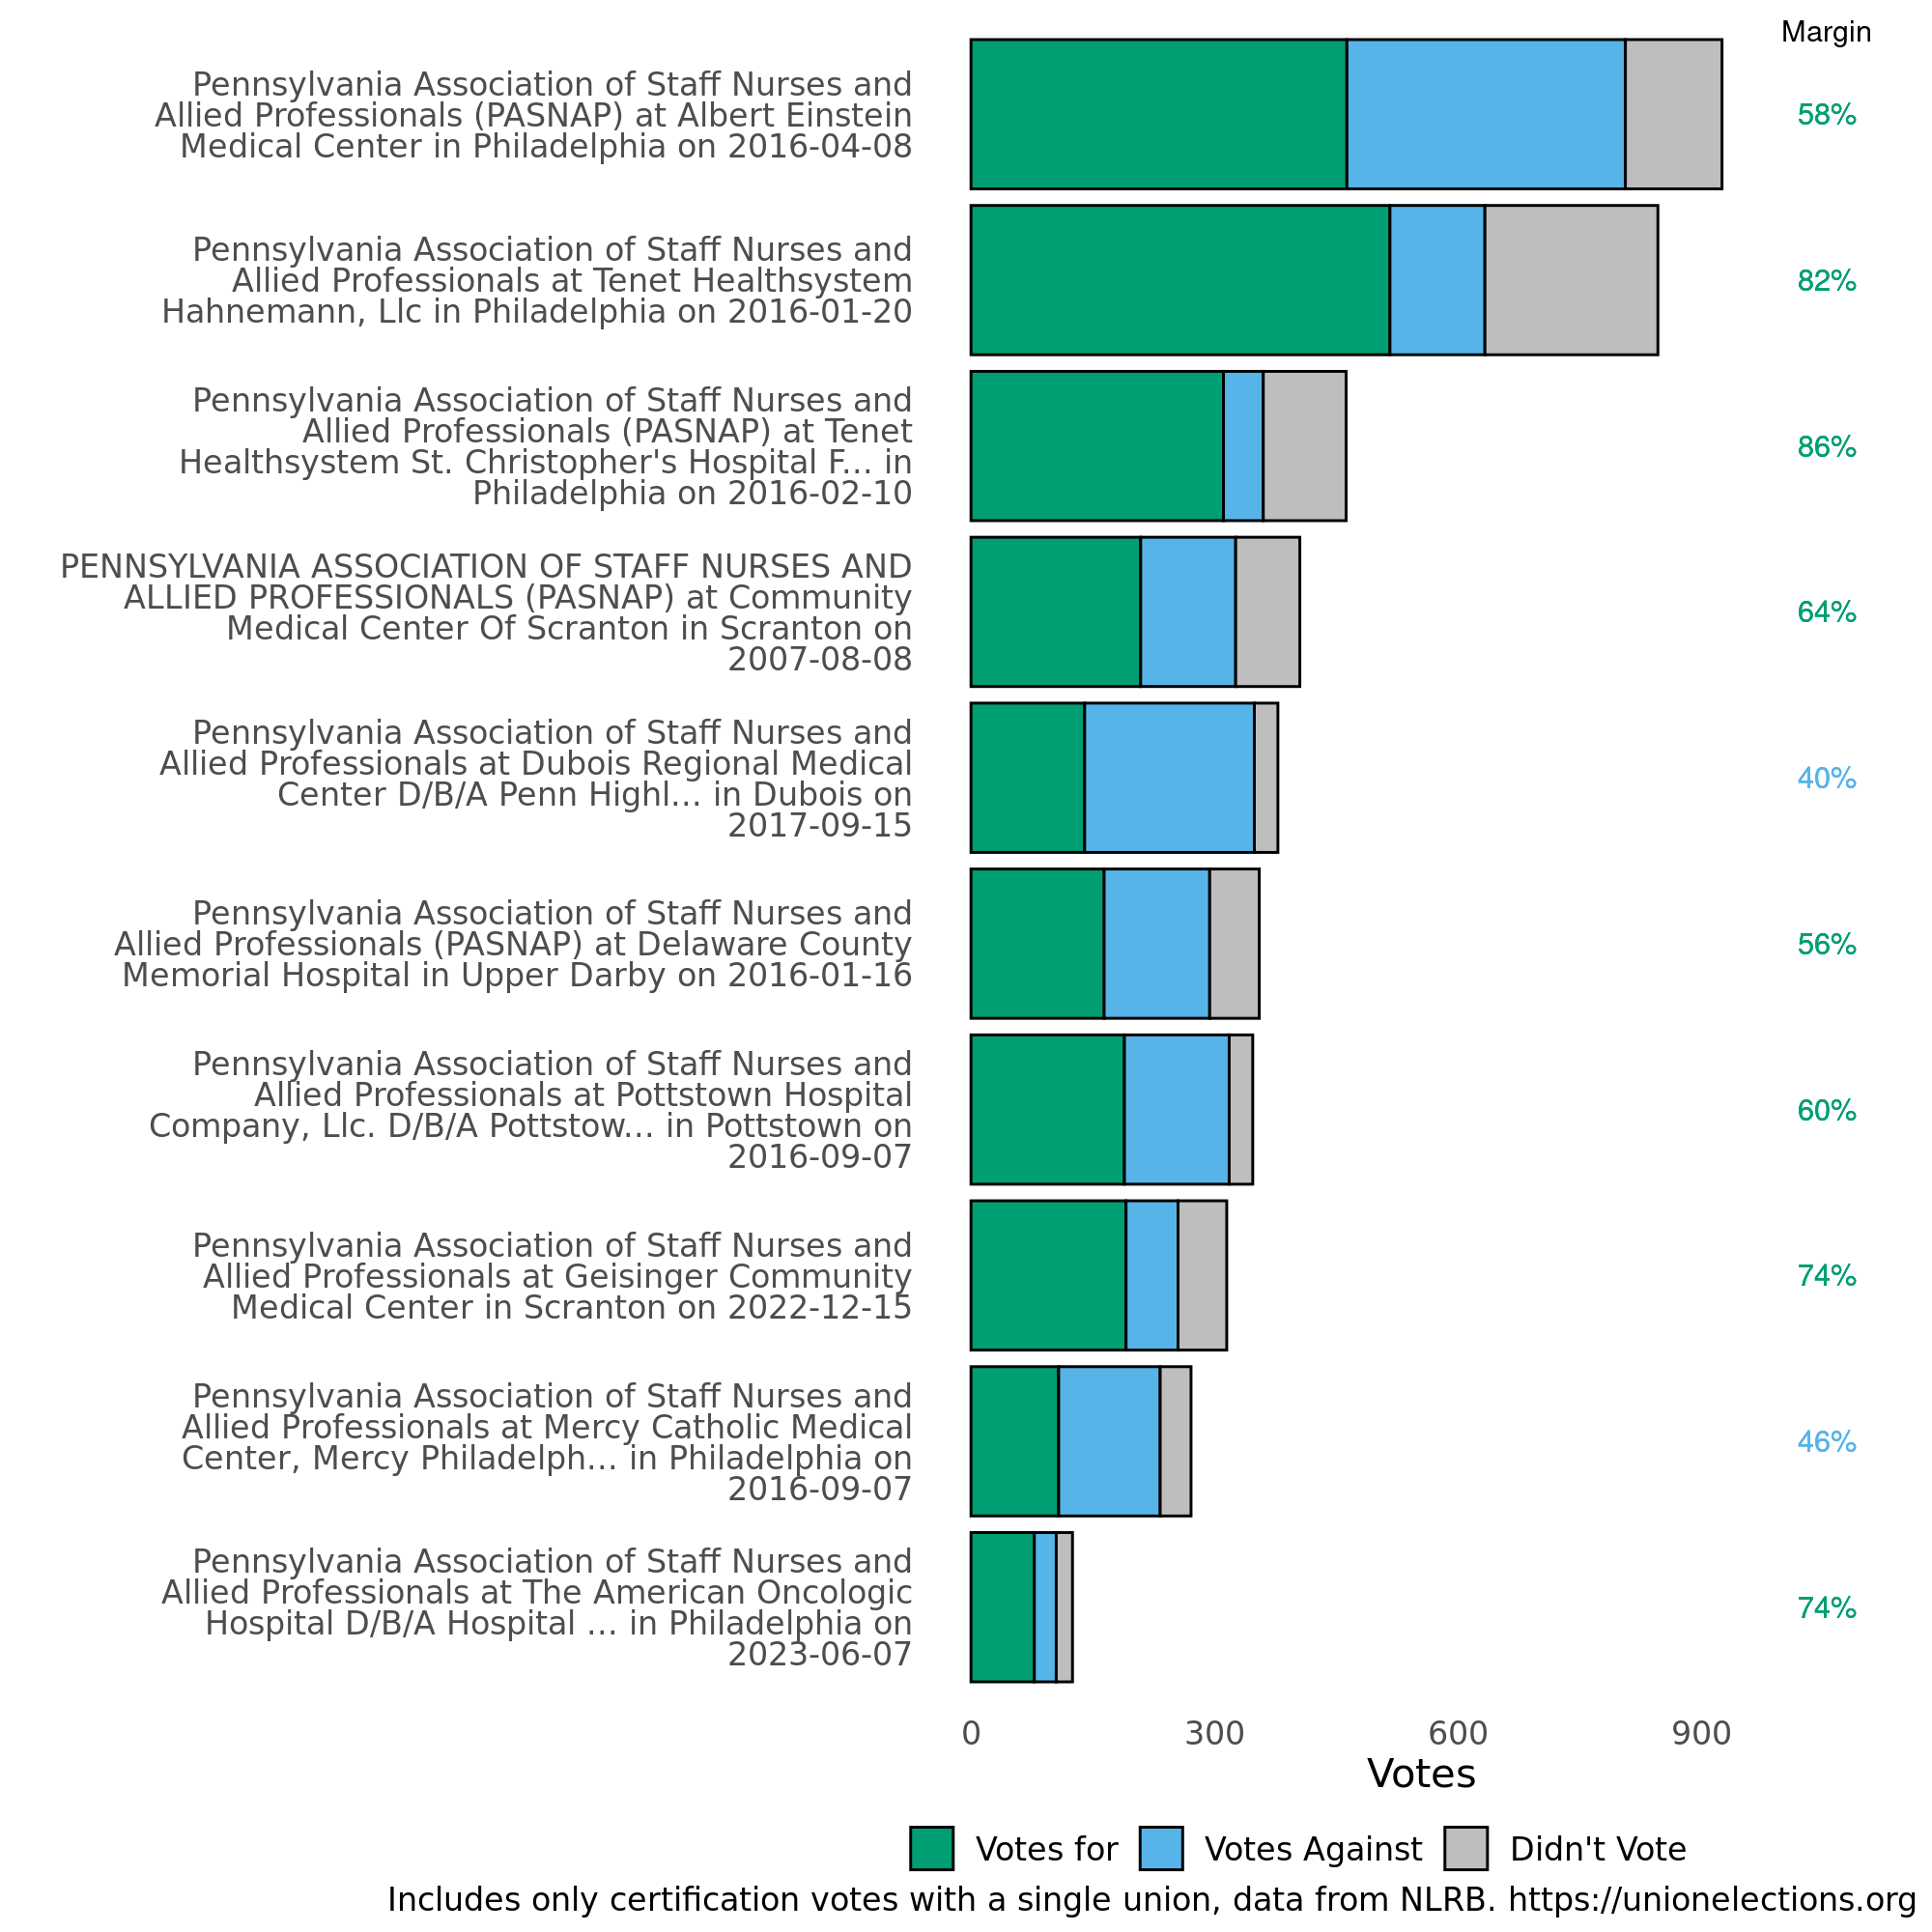 Margin
Pennsylvania Association of Staff Nurses and
Allied Professionals (PASNAP) at Albert Einstein
Medical Center in Philadelphia on 2016-04-08
58%
Pennsylvania Association of Staff Nurses and
Allied Professionals at Tenet Healthsystem
Hahnemann, Llc in Philadelphia on 2016-01-20
82%
Pennsylvania Association of Staff Nurses and
Allied Professionals (PASNAP) at Tenet
Healthsystem St. Christopher's Hospital F... in
Philadelphia on 2016-02-10
86%
PENNSYLVANIA ASSOCIATION OF STAFF NURSES AND
ALLIED PROFESSIONALS (PASNAP) at Community
Medical Center Of Scranton in Scranton on
2007-08-08
64%
Pennsylvania Association of Staff Nurses and
Allied Professionals at Dubois Regional Medical
Center D/B/A Penn Highl... in Dubois on
2017-09-15
40%
Pennsylvania Association of Staff Nurses and
Allied Professionals (PASNAP) at Delaware County
Memorial Hospital in Upper Darby on 2016-01-16
56%
Pennsylvania Association of Staff Nurses and
Allied Professionals at Pottstown Hospital
Company, Llc. D/B/A Pottstow... in Pottstown on
2016-09-07
60%
Pennsylvania Association of Staff Nurses and
Allied Professionals at Geisinger Community
Medical Center in Scranton on 2022-12-15
74%
Pennsylvania Association of Staff Nurses and
Allied Professionals at Mercy Catholic Medical
Center, Mercy Philadelph... in Philadelphia on
2016-09-07
46%
Pennsylvania Association of Staff Nurses and
Allied Professionals at The American Oncologic
Hospital D/B/A Hospital ... in Philadelphia on
2023-06-07
74%
0 300 600 900
Votes
Votes for Votes Against Didn't Vote
Includes only certification votes with a single union, data from NLRB. https://unionelections.org